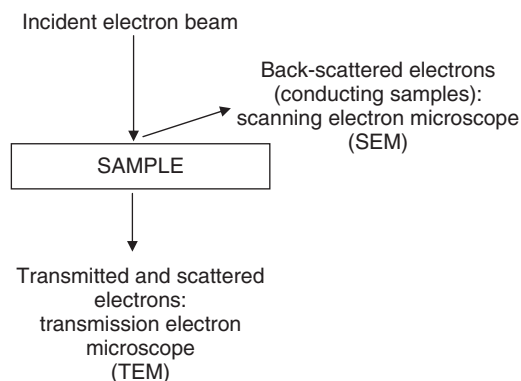 Incident electron beam
Back-scattered electrons
(conducting samples):
scanning electron microscope
(SEM)
SAMPLE
Transmitted and scattered
electrons:
transmission electron
microscope
(TEM)